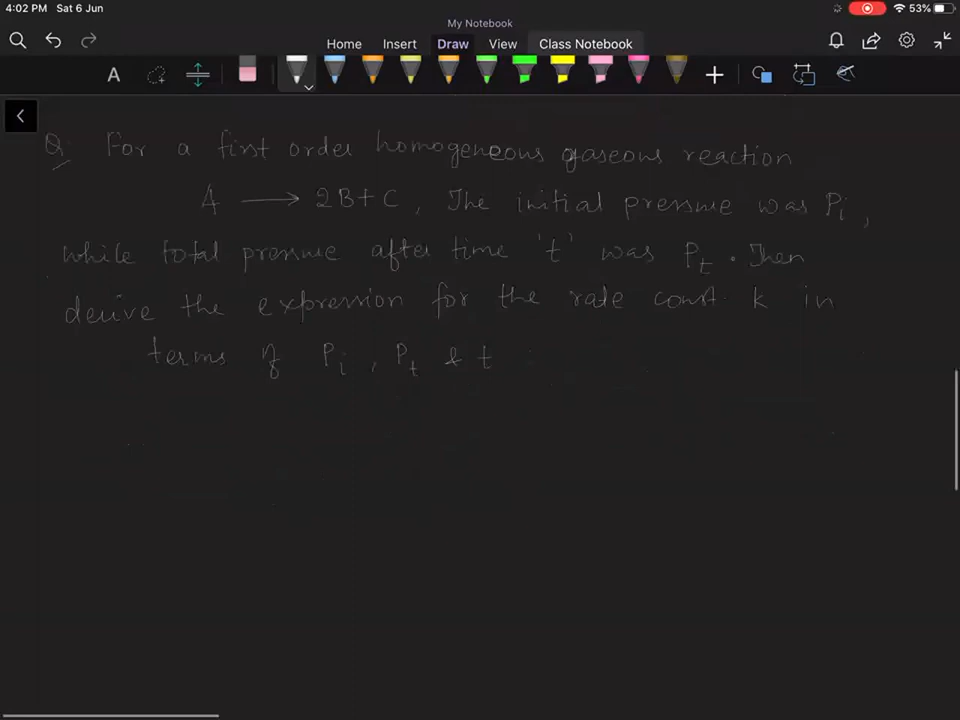 4:02 PM Sat 6 Jun
53%
My Notebook
Home Insert Draw View Class Notebook
A
Q. For a first order homogeneous gaseous reaction
A → 2B + C, The initial pressure was Pi,
while total pressure after time 't' was Pt. Then
derive the expression for the rate const. k in
terms of Pi, Pt & t